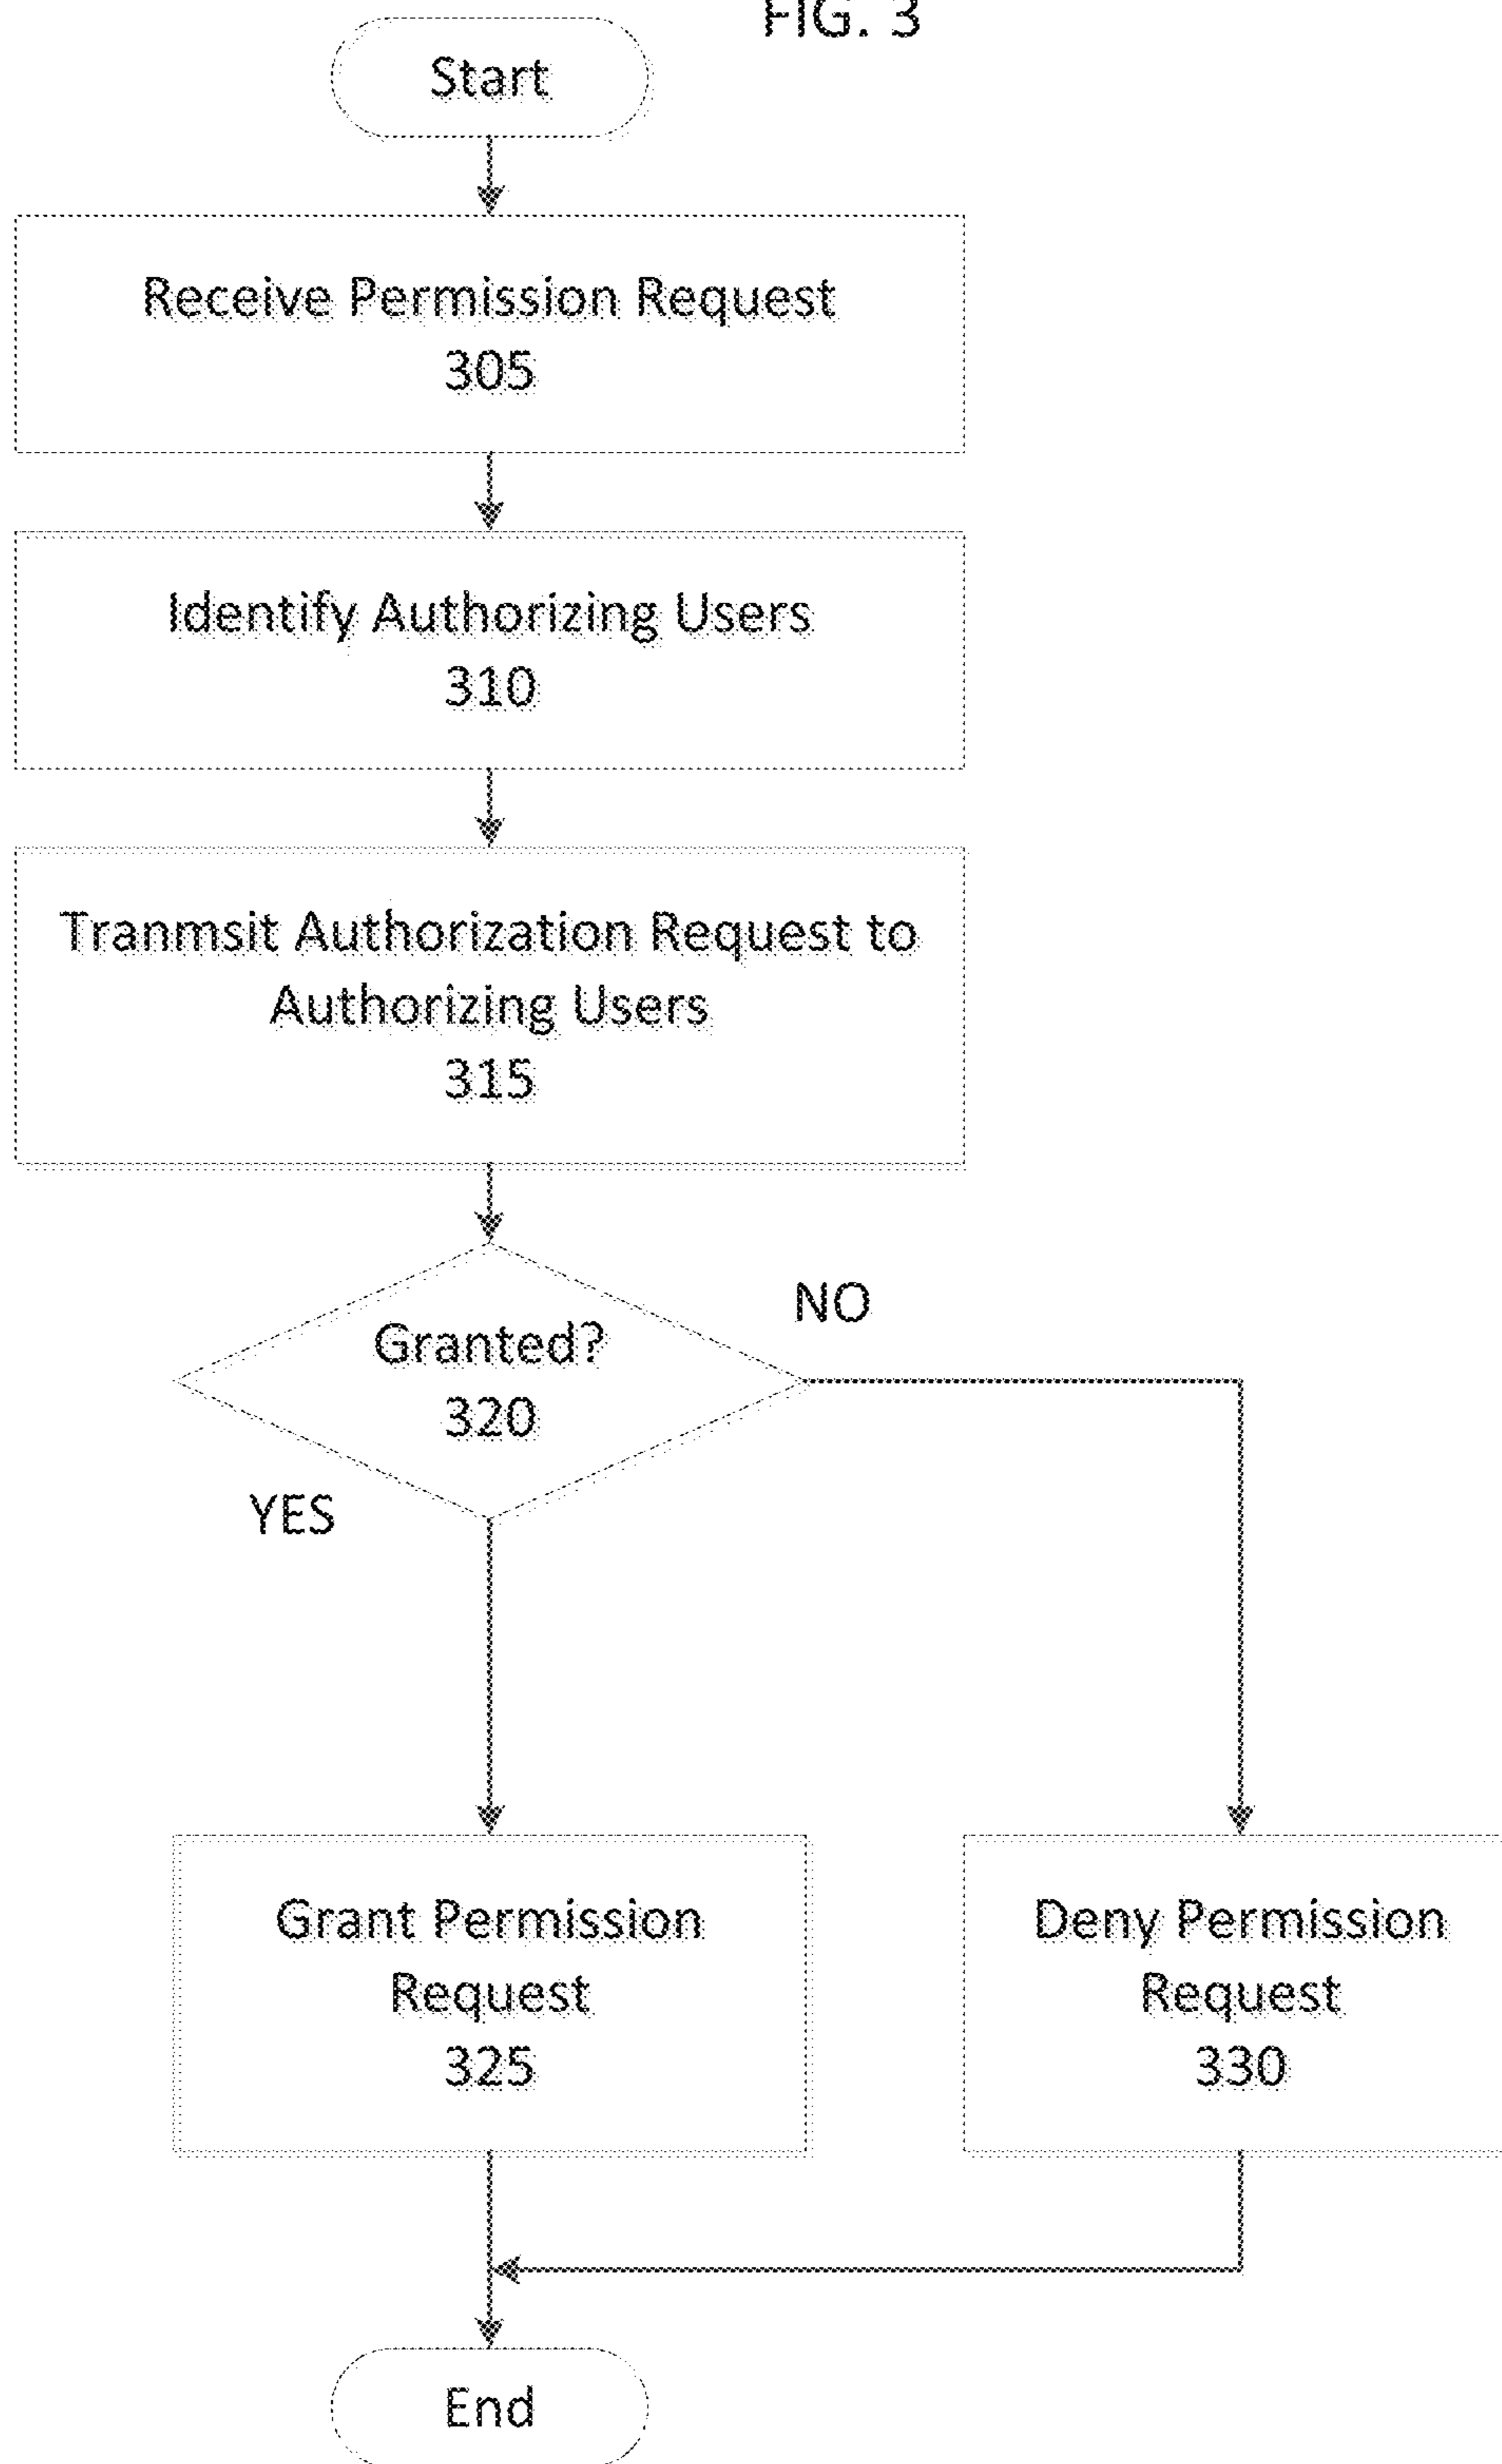 FIG. 3
Start
Receive Permission Request
305
Identify Authorizing Users
310
Tranmsit Authorization Request to
Authorizing Users
315
NO
Granted?
320
YES
Grant Permission
Request
325
Deny Permission
Request
330
End